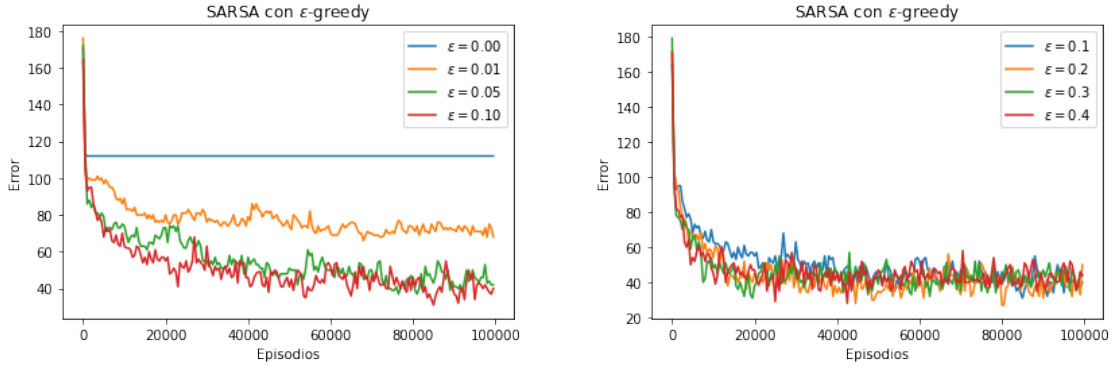 SARSA con ε-greedy
180
160
140
120
100
80
60
40
Error
0
20000
40000
60000
80000
100000
Episodios
ε = 0.00
ε = 0.01
ε = 0.05
ε = 0.10
SARSA con ε-greedy
180
160
140
120
100
80
60
40
20
Error
0
20000
40000
60000
80000
100000
Episodios
ε = 0.1
ε = 0.2
ε = 0.3
ε = 0.4